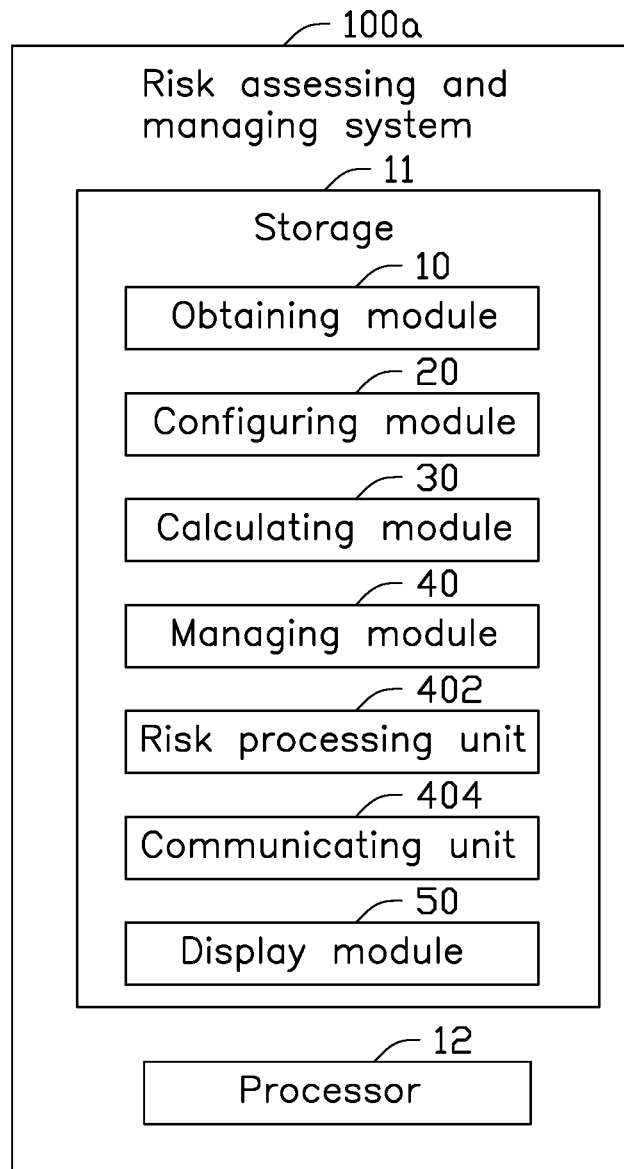 100a
Risk assessing and
managing system
11
Storage
10
Obtaining module
20
Configuring module
30
Calculating module
40
Managing module
402
Risk processing unit
404
Communicating unit
50
Display module
12
Processor